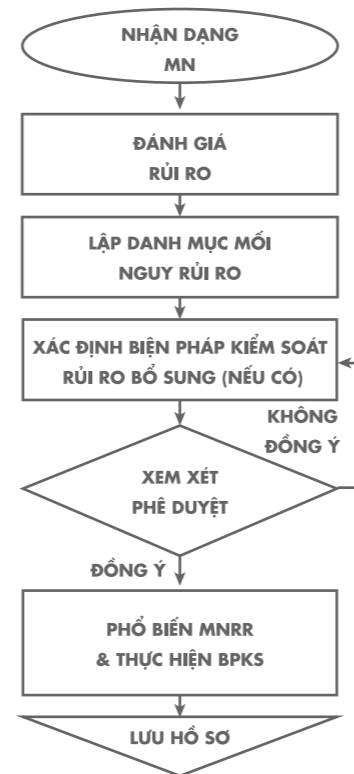 NHẬN DẠNG
MN
ĐÁNH GIÁ
RỦI RO
LẬP DANH MỤC MỐI
NGUY RỦI RO
XÁC ĐỊNH BIỆN PHÁP KIỂM SOÁT
RỦI RO BỔ SUNG (NẾU CÓ)
KHÔNG
ĐỒNG Ý
XEM XÉT
PHÊ DUYỆT
ĐỒNG Ý
PHỔ BIẾN MNRR
& THỰC HIỆN BPKS
LƯU HỒ SƠ